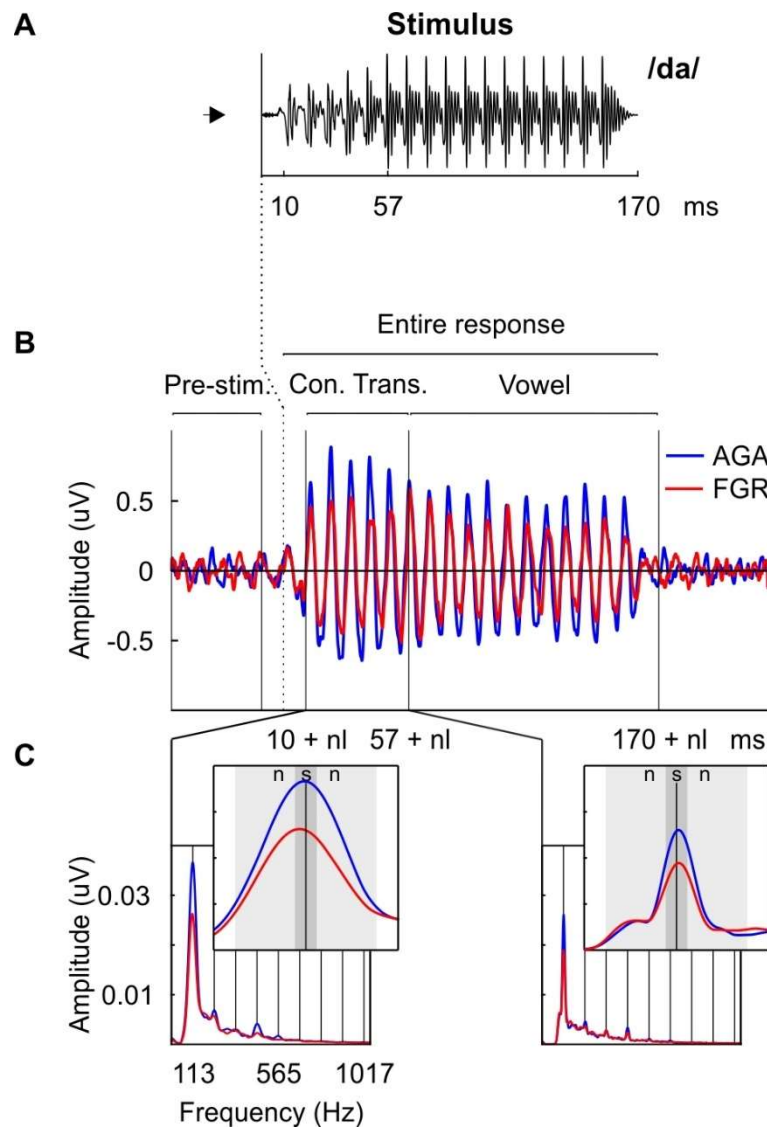 A
Stimulus
/da/
10 57 170 ms
Entire response
B
Pre-stim. Con. Trans. Vowel
AGA
FGR
Amplitude (uV)
0.5
0
-0.5
10 + nl 57 + nl 170 + nl ms
C
n s n
n s n
Amplitude (uV)
0.03
0.01
113 565 1017
Frequency (Hz)